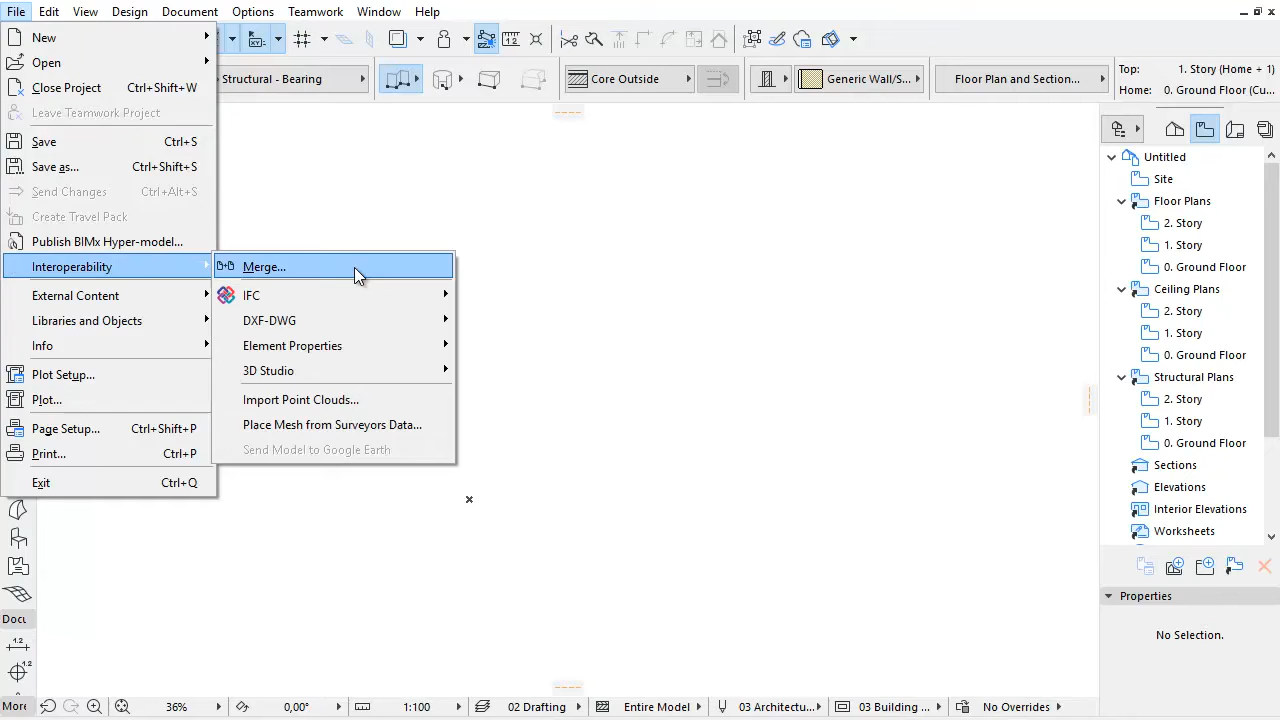 File Edit View Design Document Options Teamwork Window Help
New
Open
Close Project Ctrl+Shift+W
Leave Teamwork Project
Save Ctrl+S
Save as... Ctrl+Shift+S
Send Changes Ctrl+Alt+S
Create Travel Pack
Publish BIMx Hyper-model...
Interoperability
External Content
Libraries and Objects
Info
Plot Setup...
Plot...
Page Setup... Ctrl+Shift+P
Print... Ctrl+P
Exit Ctrl+Q
Merge...
IFC
DXF-DWG
Element Properties
3D Studio
Import Point Clouds...
Place Mesh from Surveyors Data...
Send Model to Google Earth
Structural - Bearing
Core Outside
Generic Wall/S...
Floor Plan and Section...
Top: 1. Story (Home + 1)
Home: 0. Ground Floor (Cu...
Untitled
Site
Floor Plans
2. Story
1. Story
0. Ground Floor
Ceiling Plans
2. Story
1. Story
0. Ground Floor
Structural Plans
2. Story
1. Story
0. Ground Floor
Sections
Elevations
Interior Elevations
Worksheets
Properties
No Selection.
Docu
1.2
1.2
More
36% 0,00° 1:100 02 Drafting Entire Model 03 Architectu... 03 Building ... No Overrides